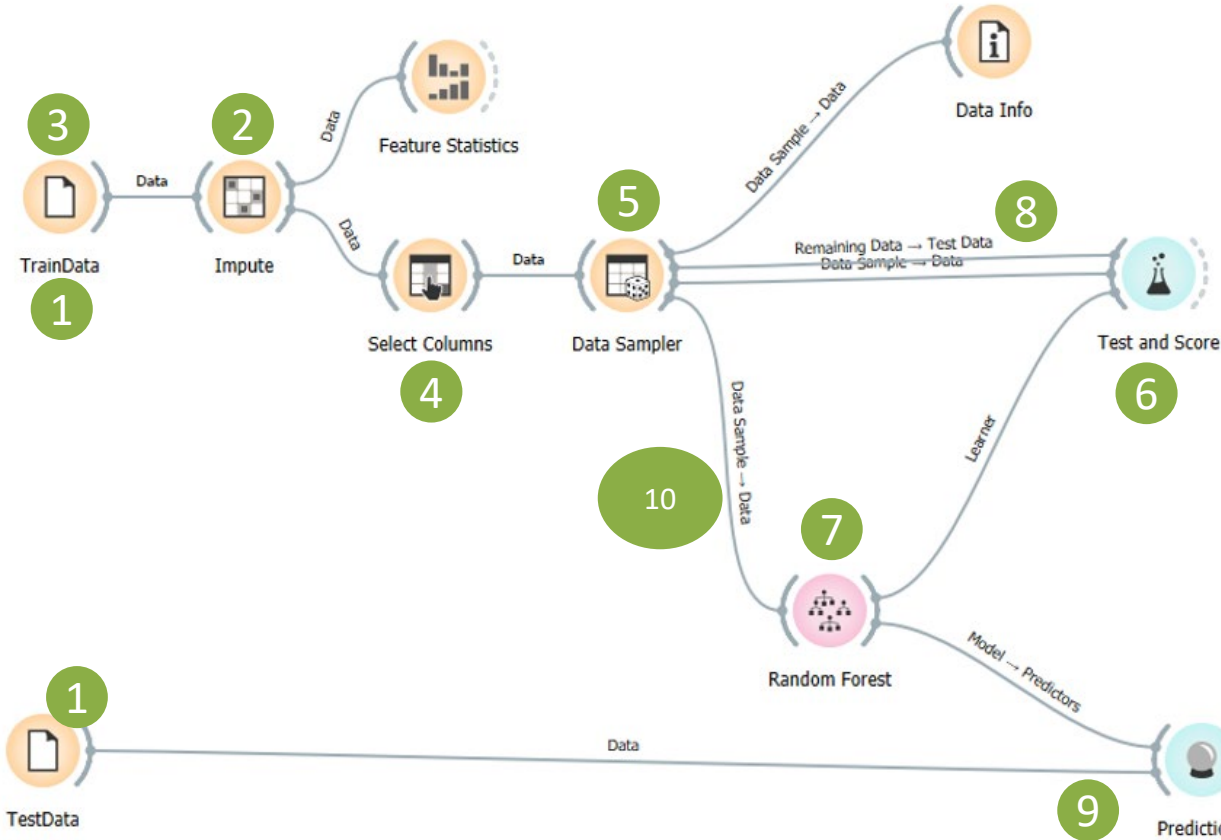 Data Info
Feature Statistics
Data
Data Sample → Data
3
2
Data
TrainData
1
Impute
Data
5
8
Remaining Data → Test Data
Data Sample → Data
Data
Select Columns
4
Data Sampler
Test and Score
6
Data Sample → Data
Learner
10
7
Random Forest
Model → Predictors
1
Data
TestData
9
Predictio